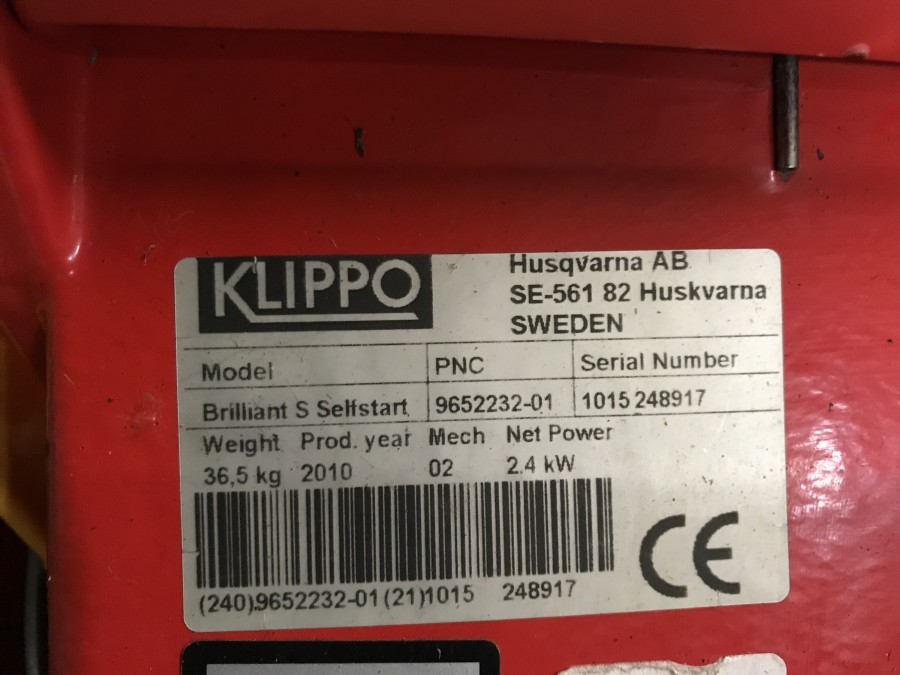 KLIPPO
Husqvarna AB
SE-561 82 Huskvarna
SWEDEN
Model PNC Serial Number
Brilliant S Selfstart 9652232-01 1015 248917
Weight Prod. year Mech Net Power
36,5 kg 2010 02 2.4 kW
CE
(240)9652232-01 (21)1015 248917